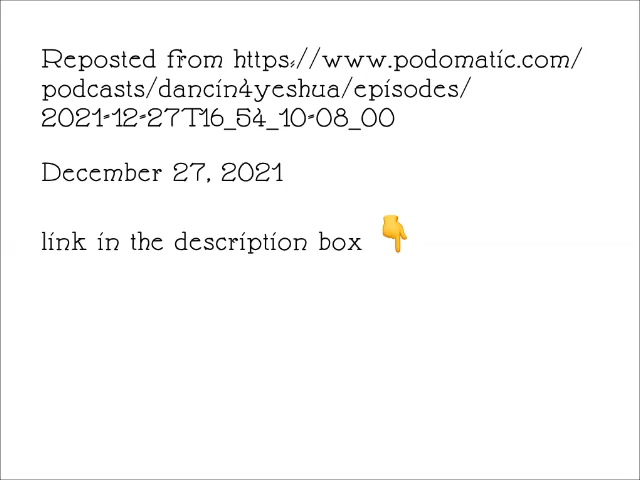 Reposted from https://www.podomatic.com/
podcasts/dancin4yeshua/episodes/
2021-12-27T16_54_10-08_00
December 27, 2021
link in the description box 👇